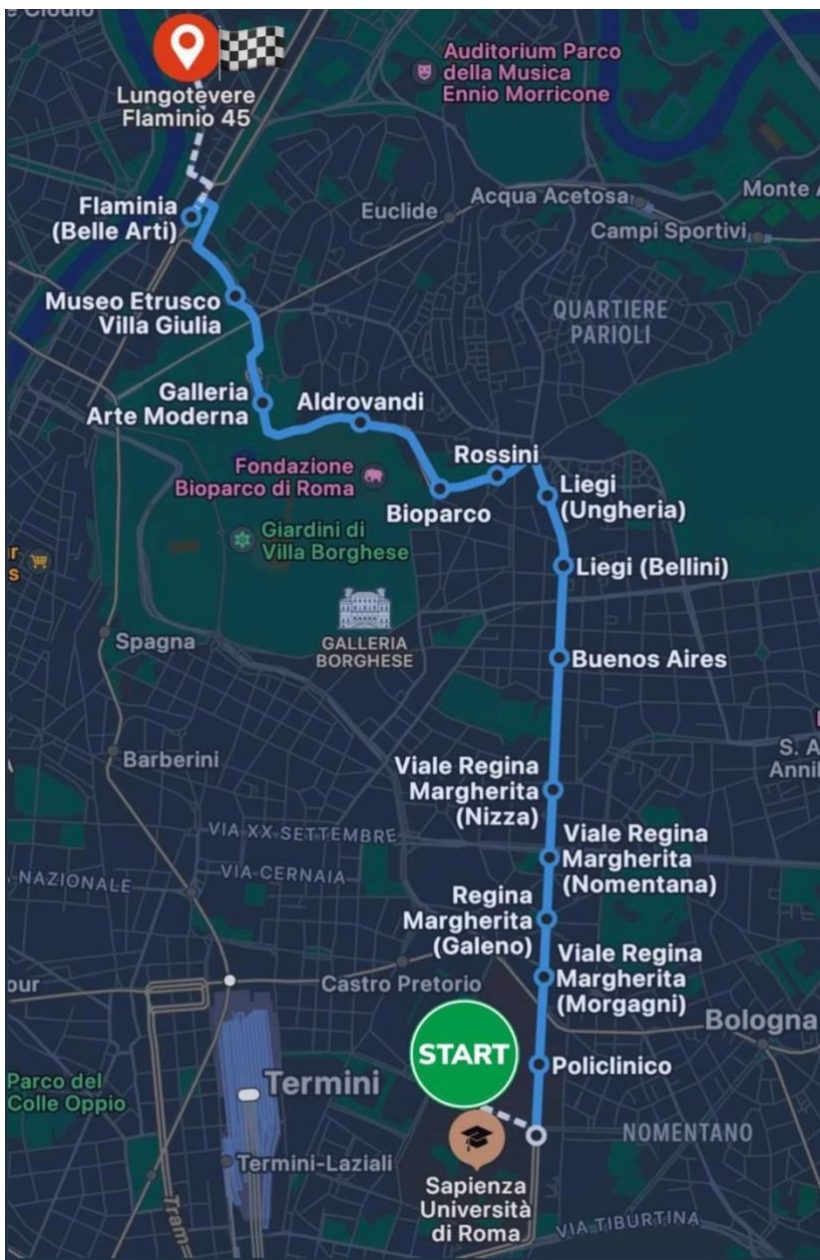 Auditorium Parco
della Musica
Ennio Morricone
Lungotevere
Flaminio 45
Monte
Acqua Acetosa
Flaminia
(Belle Arti)
Euclide
Campi Sportivi
Museo Etrusco
Villa Giulia
QUARTIERE
PARIOLI
Galleria
Arte Moderna
Aldrovandi
Rossini
Fondazione
Bioparco di Roma
Liegi
(Ungheria)
Bioparco
Giardini di
Villa Borghese
Liegi (Bellini)
Spagna
GALLERIA
BORGHESE
Buenos Aires
Barberini
S. A
Anni
Viale Regina
Margherita
(Nizza)
VIA XX SETTEMBRE
Viale Regina
Margherita
(Nomentana)
NAZIONALE
VIA CERNAIA
Regina
Margherita
(Galeno)
Viale Regina
Margherita
(Morgagni)
our
Castro Pretorio
Bologna
START
Policlinico
Parco del
Colle Oppio
Termini
NOMENTANO
Termini-Laziali
Sapienza
Università
di Roma
Tram
VIA TIBURTINA